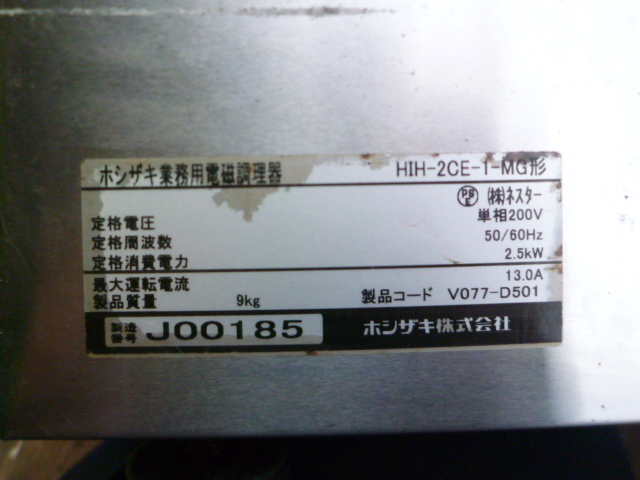 ホシザキ業務用電磁調理器 HIH-2CE-1-MG形
PSE (株)ネスター
定格電圧 単相200V
定格周波数 50/60Hz
定格消費電力 2.5kW
最大運転電流 13.0A
製品質量 9kg 製品コード V077-D501
製造番号 J00185 ホシザキ株式会社